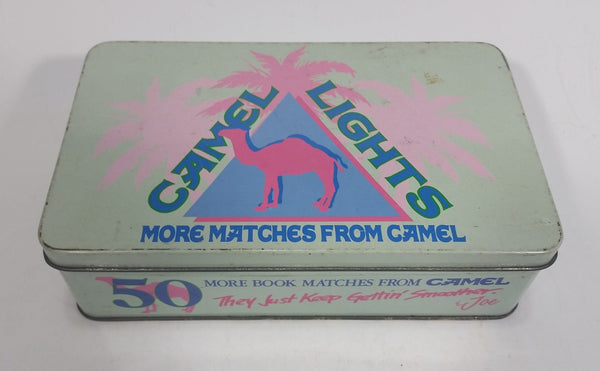 CAMEL LIGHTS
MORE MATCHES FROM CAMEL
50 MORE BOOK MATCHES FROM CAMEL
They Just Keep Gettin' Smoother.
Joe